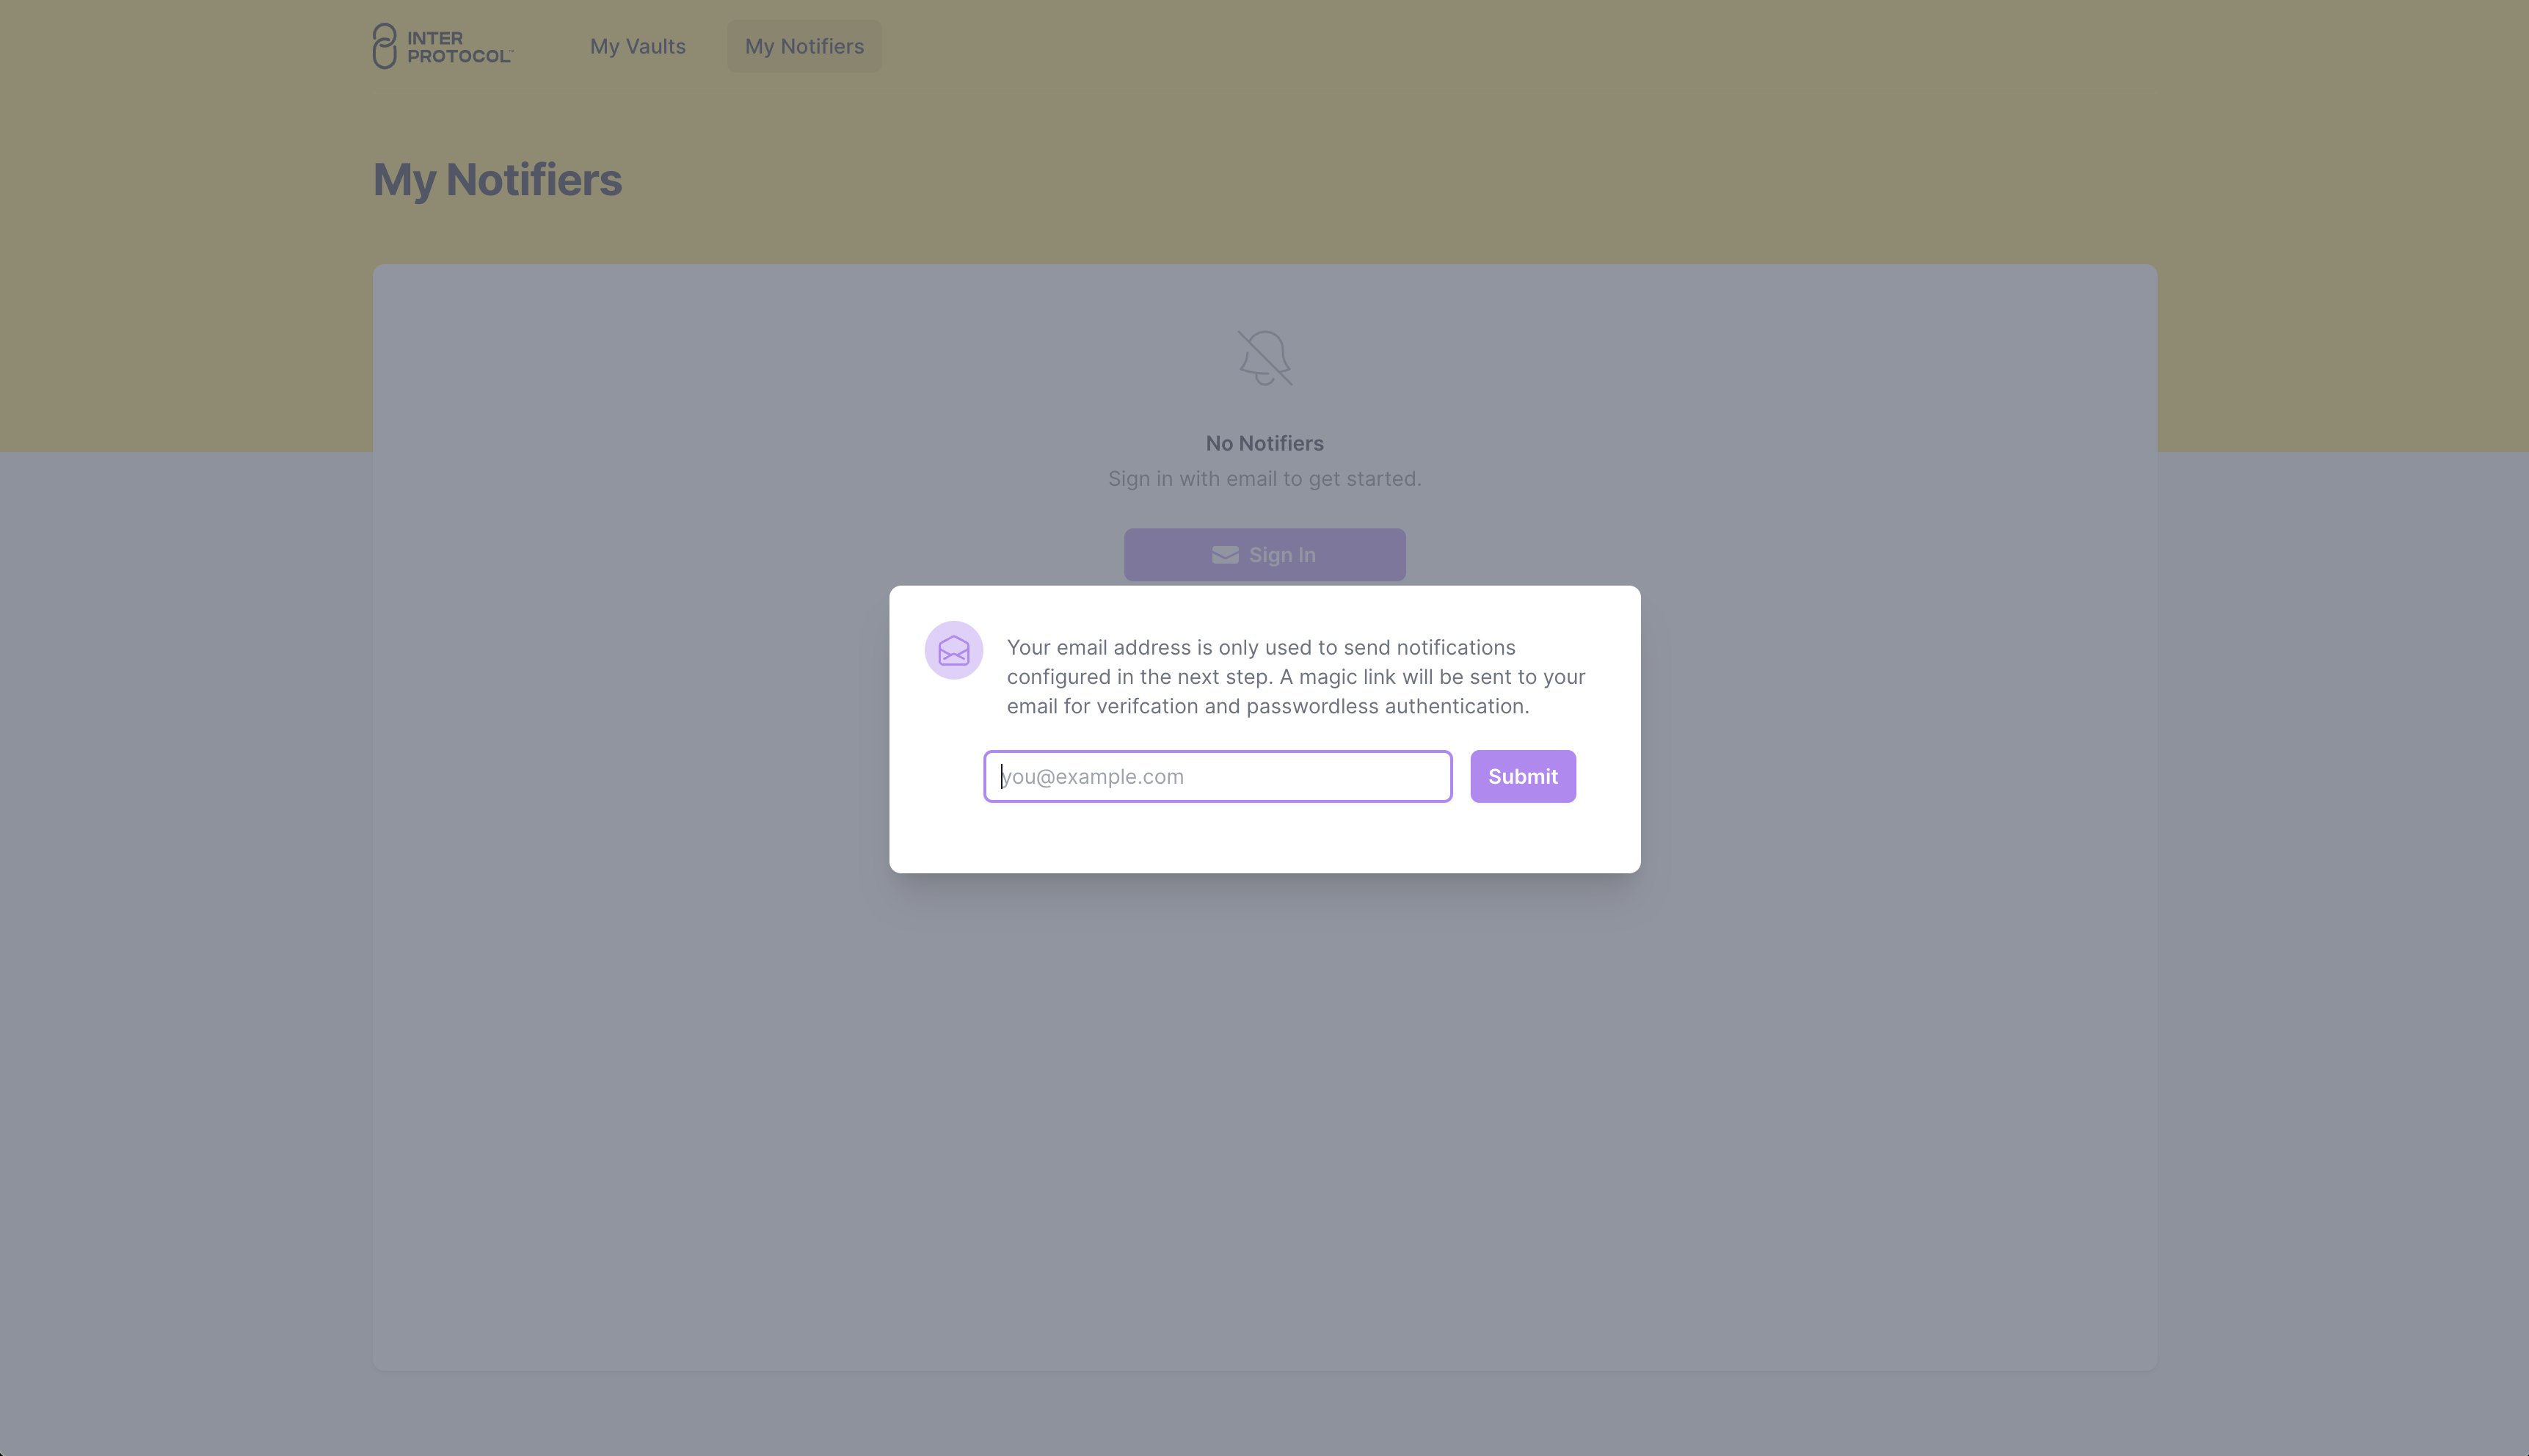 INTER
PROTOCOL™
My Vaults
My Notifiers
My Notifiers
No Notifiers
Sign in with email to get started.
Sign In
Your email address is only used to send notifications
configured in the next step. A magic link will be sent to your
email for verifcation and passwordless authentication.
you@example.com
Submit